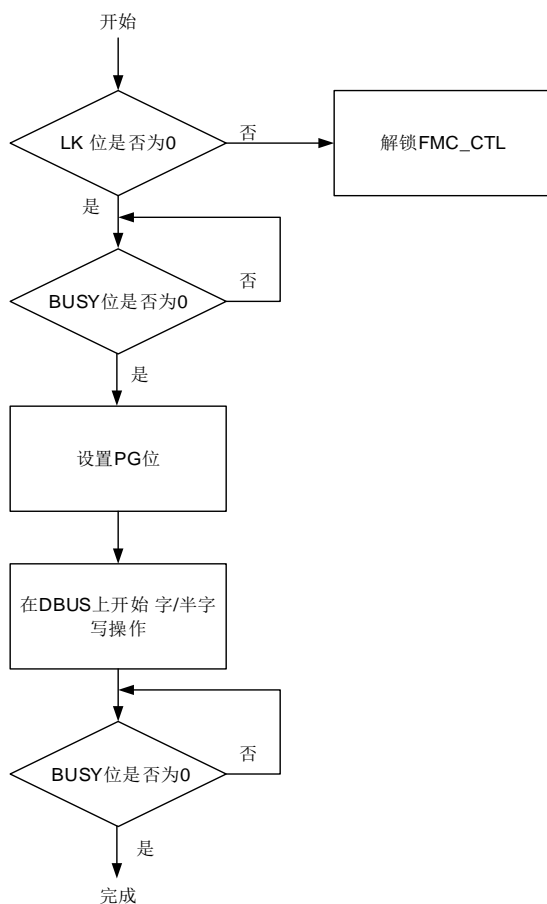 开始
LK 位是否为0
否
解锁FMC_CTL
是
否
BUSY位是否为0
是
设置PG位
在DBUS上开始 字/半字
写操作
否
BUSY位是否为0
是
完成